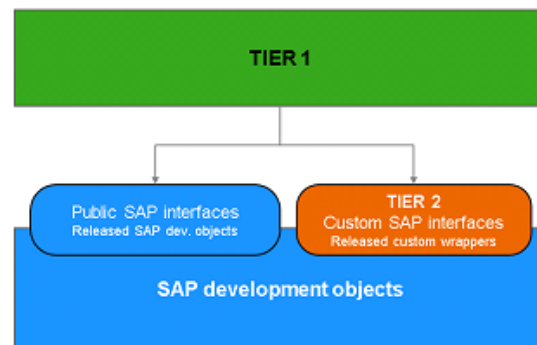 TIER 1
Public SAP interfaces
Released SAP dev. objects
TIER 2
Custom SAP interfaces
Released custom wrappers
SAP development objects